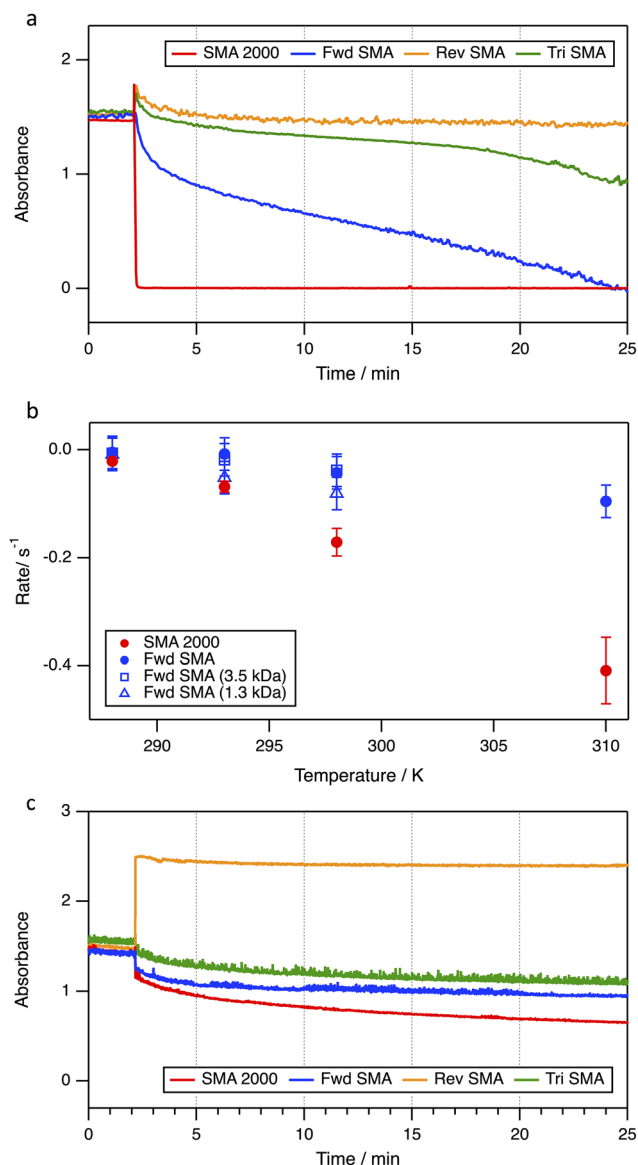 a
SMA 2000 Fwd SMA Rev SMA Tri SMA
2
1
0
Absorbance
0 5 10 15 20 25
Time / min
b
0.0
-0.2
-0.4
Rate/ s-1
SMA 2000
Fwd SMA
Fwd SMA (3.5 kDa)
Fwd SMA (1.3 kDa)
290 295 300 305 310
Temperature / K
c
3
2
1
0
Absorbance
SMA 2000 Fwd SMA Rev SMA Tri SMA
0 5 10 15 20 25
Time / min